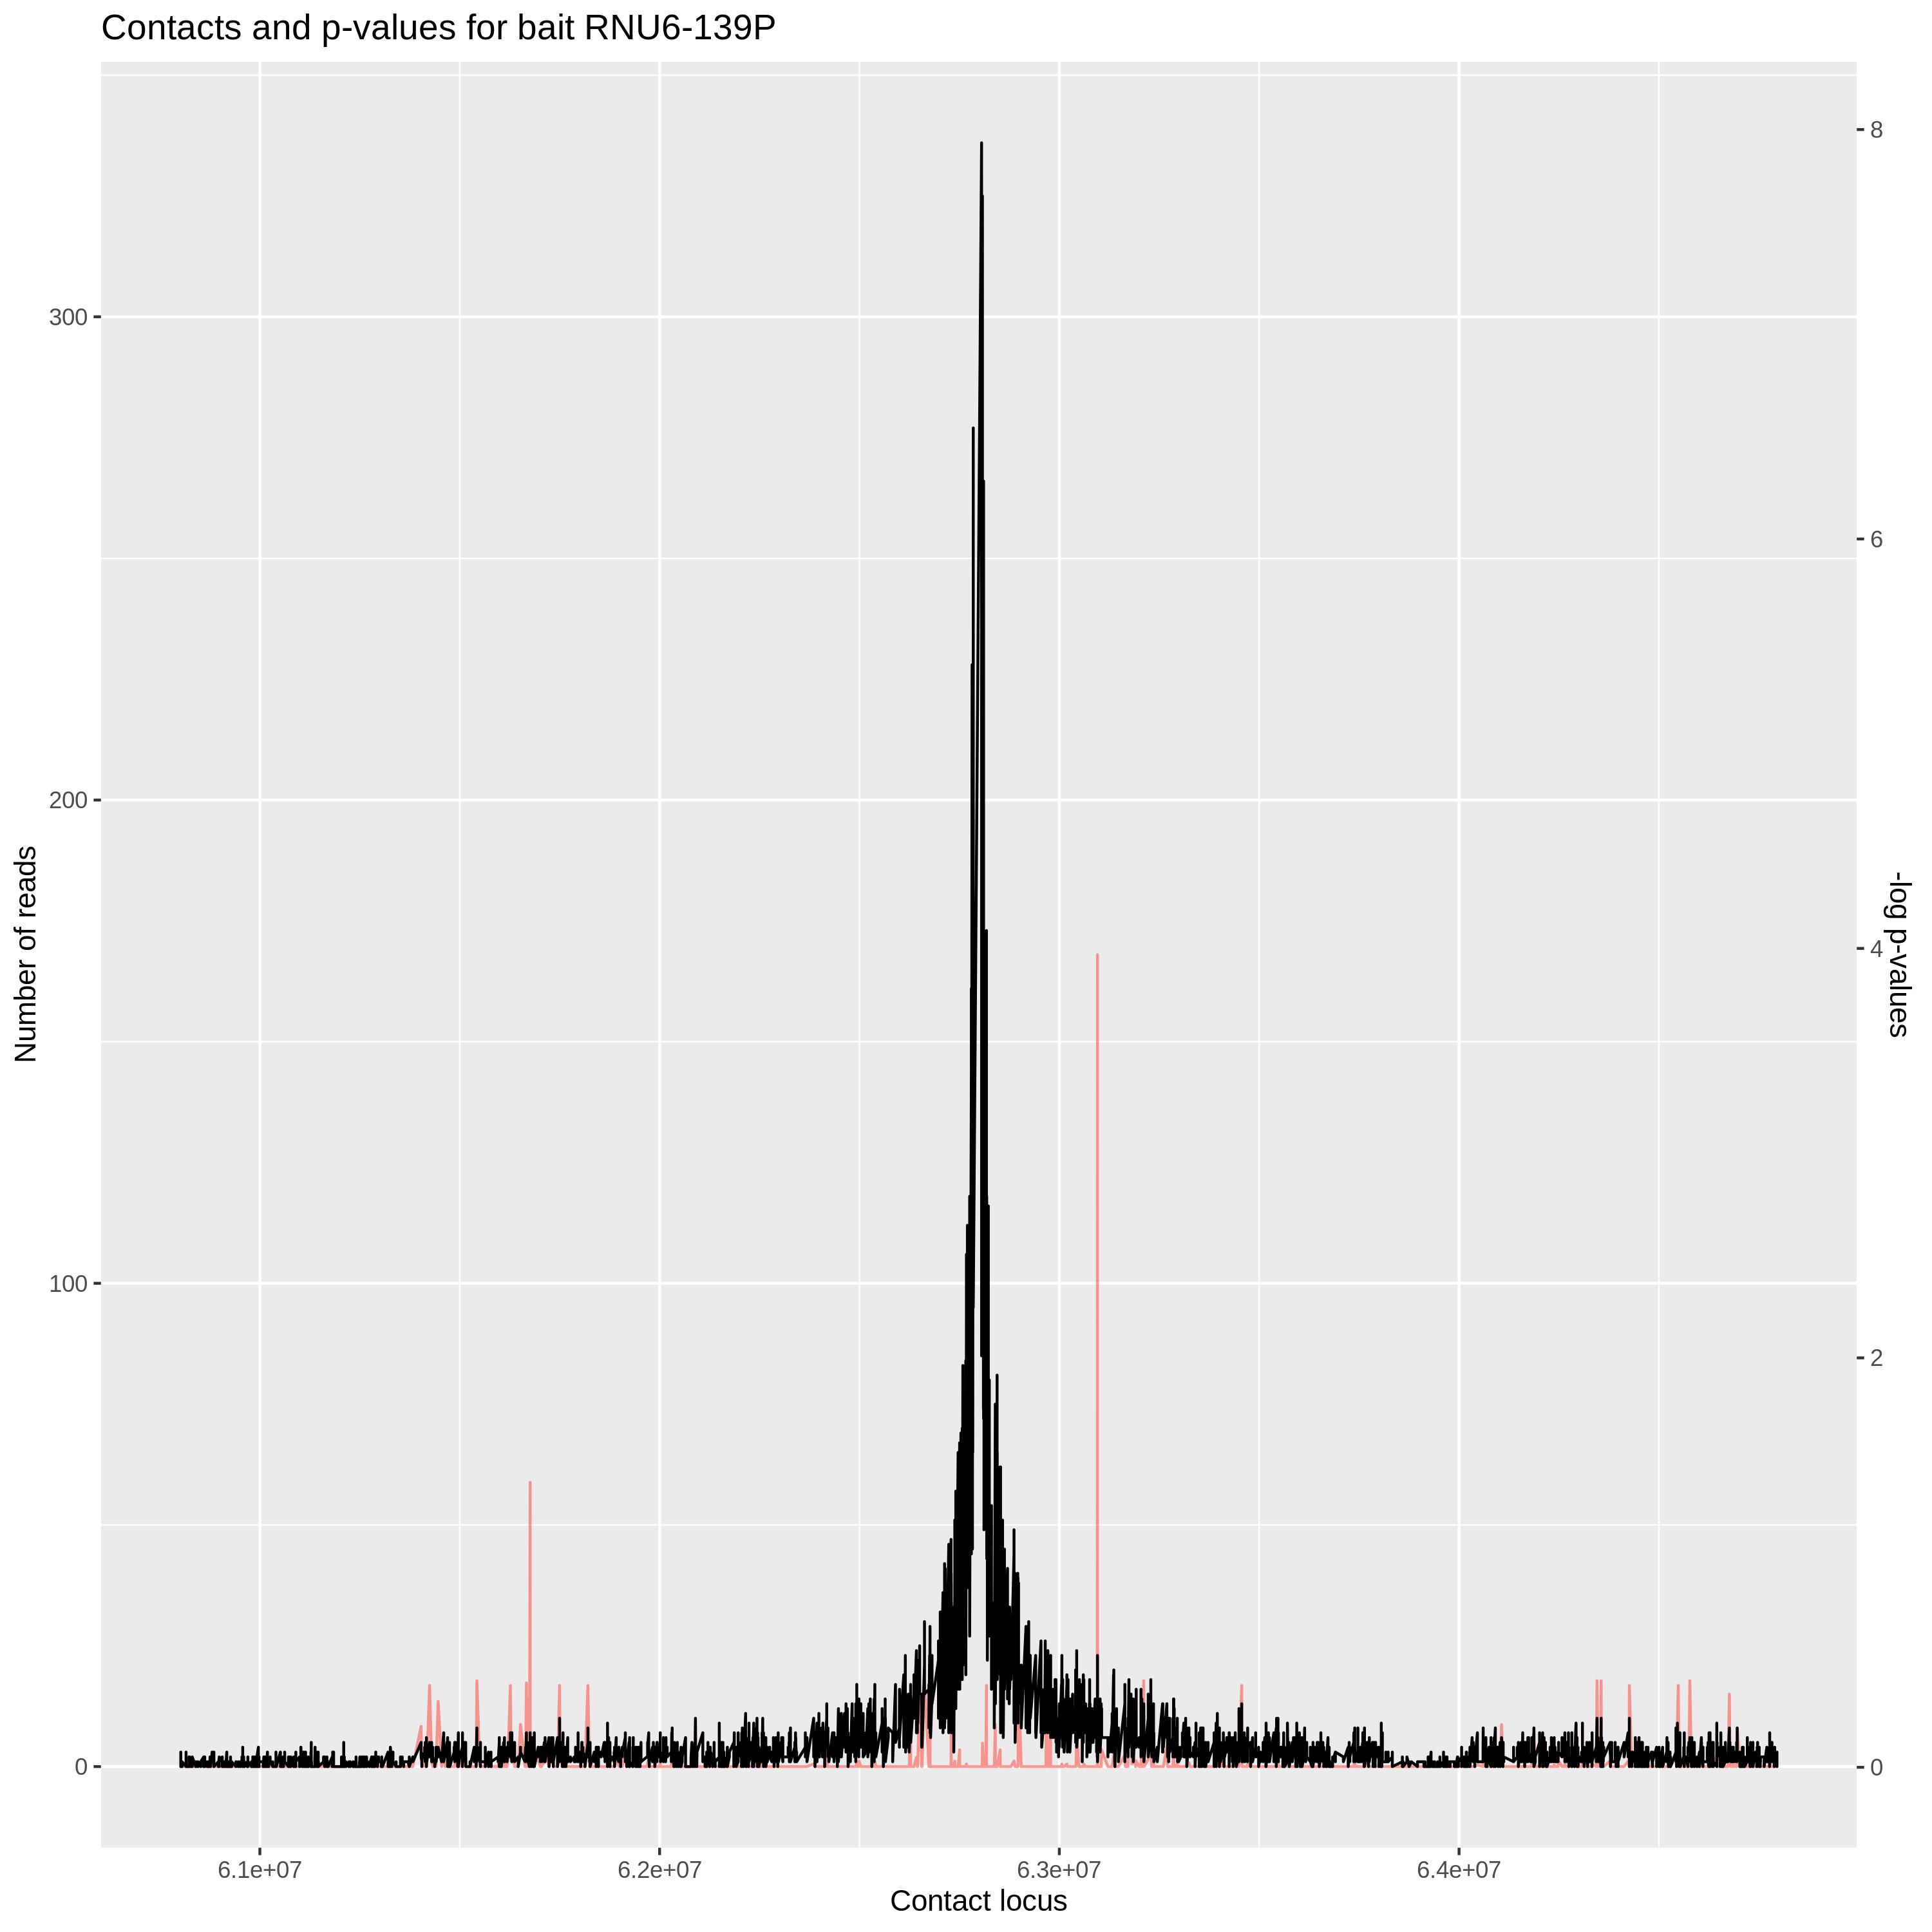 Contacts and p-values for bait RNU6-139P
300
200
100
0
Number of reads
8
6
4
2
0
-log p-values
6.1e+07
6.2e+07
6.3e+07
6.4e+07
Contact locus